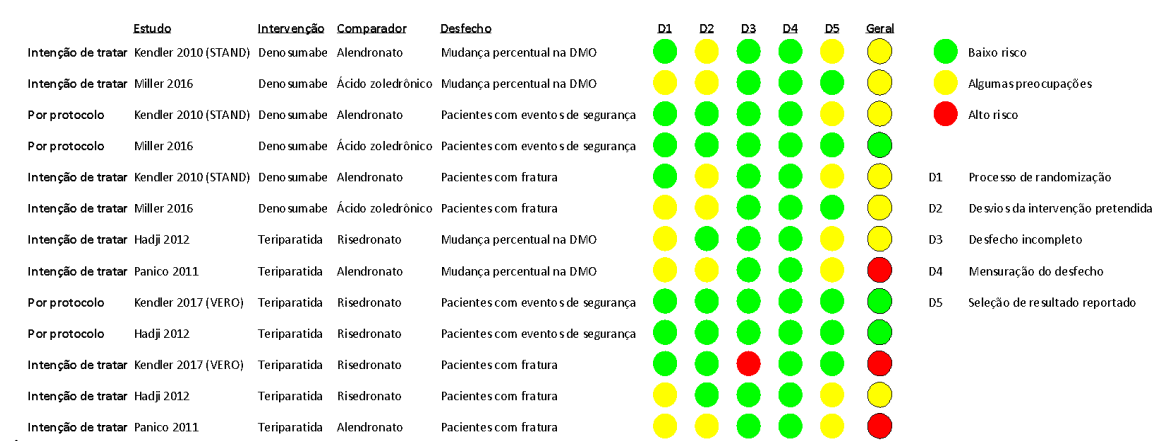 Estudo Intervenção Comparador Desfecho D1 D2 D3 D4 D5 Geral
Intenção de tratar Kendler 2010 (STAND) Denosumabe Alendronato Mudança percentual na DMO Baixo risco
Intenção de tratar Miller 2016 Denosumabe Ácido zoledrônico Mudança percentual na DMO Algumas preocupações
Por protocolo Kendler 2010 (STAND) Denosumabe Alendronato Pacientes com eventos de segurança Alto risco
Por protocolo Miller 2016 Denosumabe Ácido zoledrônico Pacientes com eventos de segurança
Intenção de tratar Kendler 2010 (STAND) Denosumabe Alendronato Pacientes com fratura D1 Processo de randomização
Intenção de tratar Miller 2016 Denosumabe Ácido zoledrônico Pacientes com fratura D2 Desvios da intervenção pretendida
Intenção de tratar Hadji 2012 Teriparatida Risedronato Mudança percentual na DMO D3 Desfecho incompleto
Intenção de tratar Panico 2011 Teriparatida Alendronato Mudança percentual na DMO D4 Mensuração do desfecho
Por protocolo Kendler 2017 (VERO) Teriparatida Risedronato Pacientes com eventos de segurança D5 Seleção de resultado reportado
Por protocolo Hadji 2012 Teriparatida Risedronato Pacientes com eventos de segurança
Intenção de tratar Kendler 2017 (VERO) Teriparatida Risedronato Pacientes com fratura
Intenção de tratar Hadji 2012 Teriparatida Risedronato Pacientes com fratura
Intenção de tratar Panico 2011 Teriparatida Alendronato Pacientes com fratura